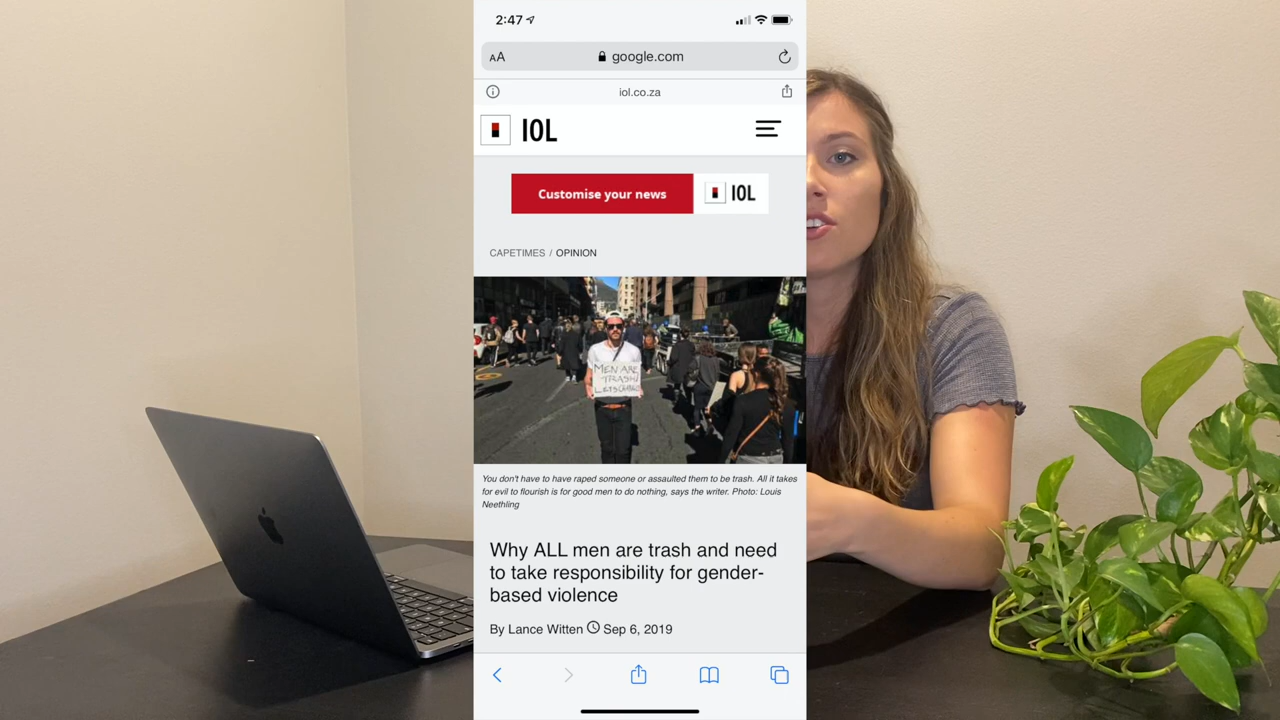 2:47
AA google.com
iol.co.za
IOL
Customise your news IOL
CAPETIMES / OPINION
MEN ARE
TRASH
You don't have to have raped someone or assaulted them to be trash. All it takes
for evil to flourish is for good men to do nothing, says the writer. Photo: Louis
Neethling
Why ALL men are trash and need
to take responsibility for gender-
based violence
By Lance Witten Sep 6, 2019